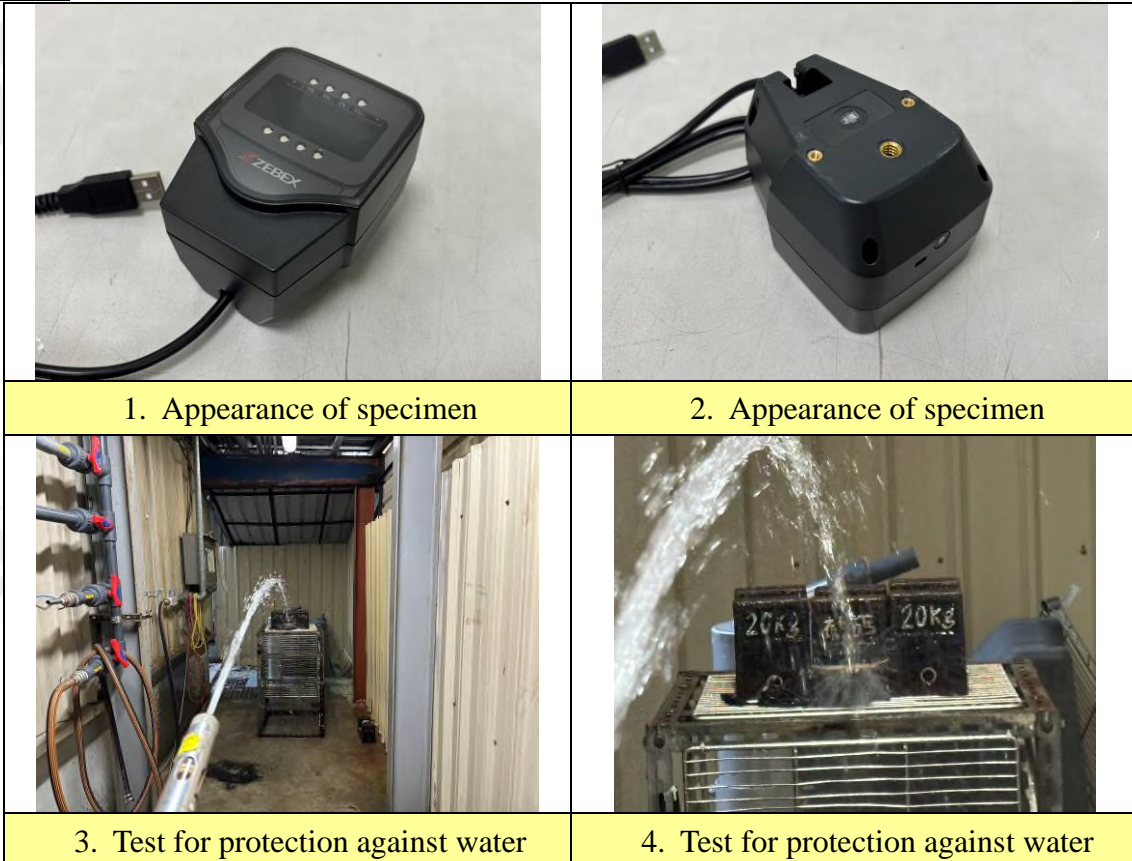 ZEBEX
1. Appearance of specimen
2. Appearance of specimen
20Kg
20Kg
3. Test for protection against water
4. Test for protection against water